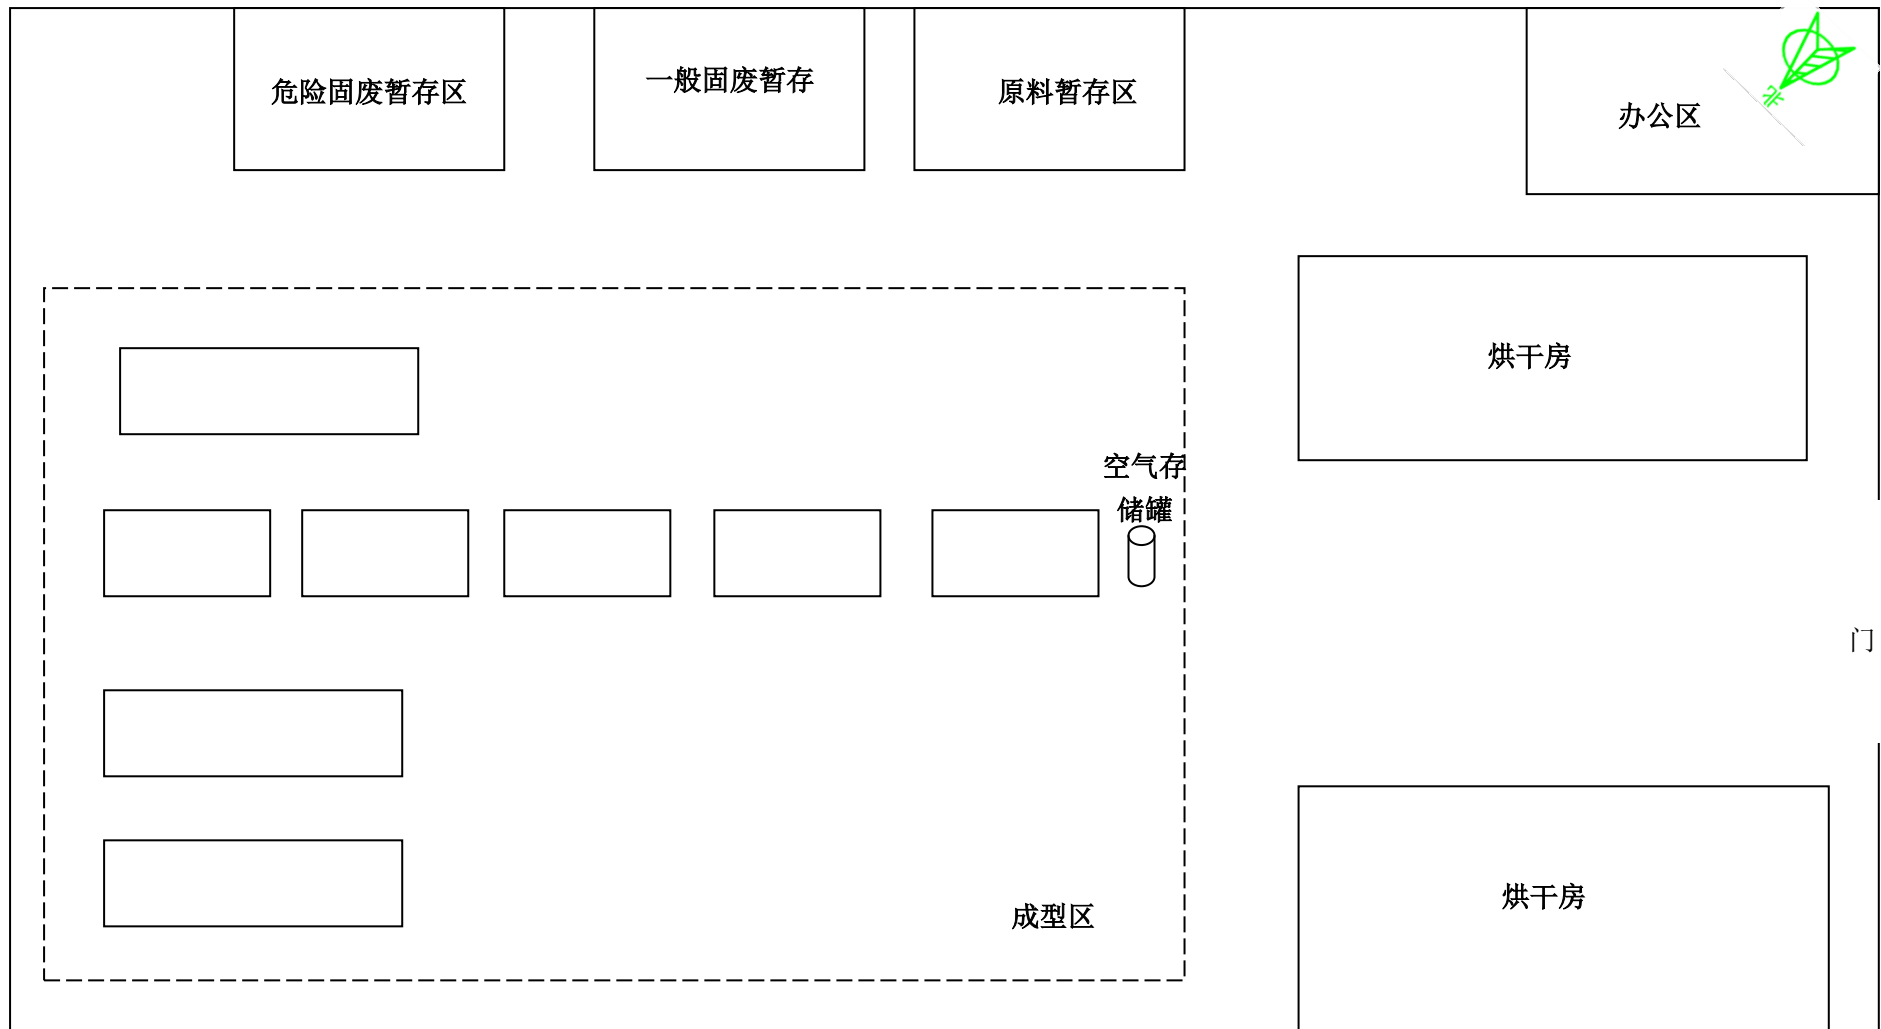 危险固废暂存区
一般固废暂存
原料暂存区
办公区
北
烘干房
空气存
储罐
门
烘干房
成型区